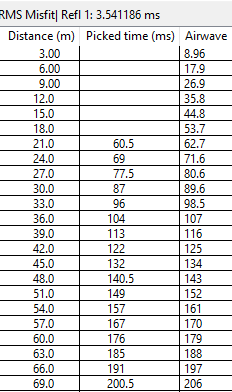 RMS Misfit| Refl 1: 3.541186 ms
Distance (m) Picked time (ms) Airwave
3.00 8.96
6.00 17.9
9.00 26.9
12.0 35.8
15.0 44.8
18.0 53.7
21.0 60.5 62.7
24.0 69 71.6
27.0 77.5 80.6
30.0 87 89.6
33.0 96 98.5
36.0 104 107
39.0 113 116
42.0 122 125
45.0 132 134
48.0 140.5 143
51.0 149 152
54.0 157 161
57.0 167 170
60.0 176 179
63.0 185 188
66.0 191 197
69.0 200.5 206